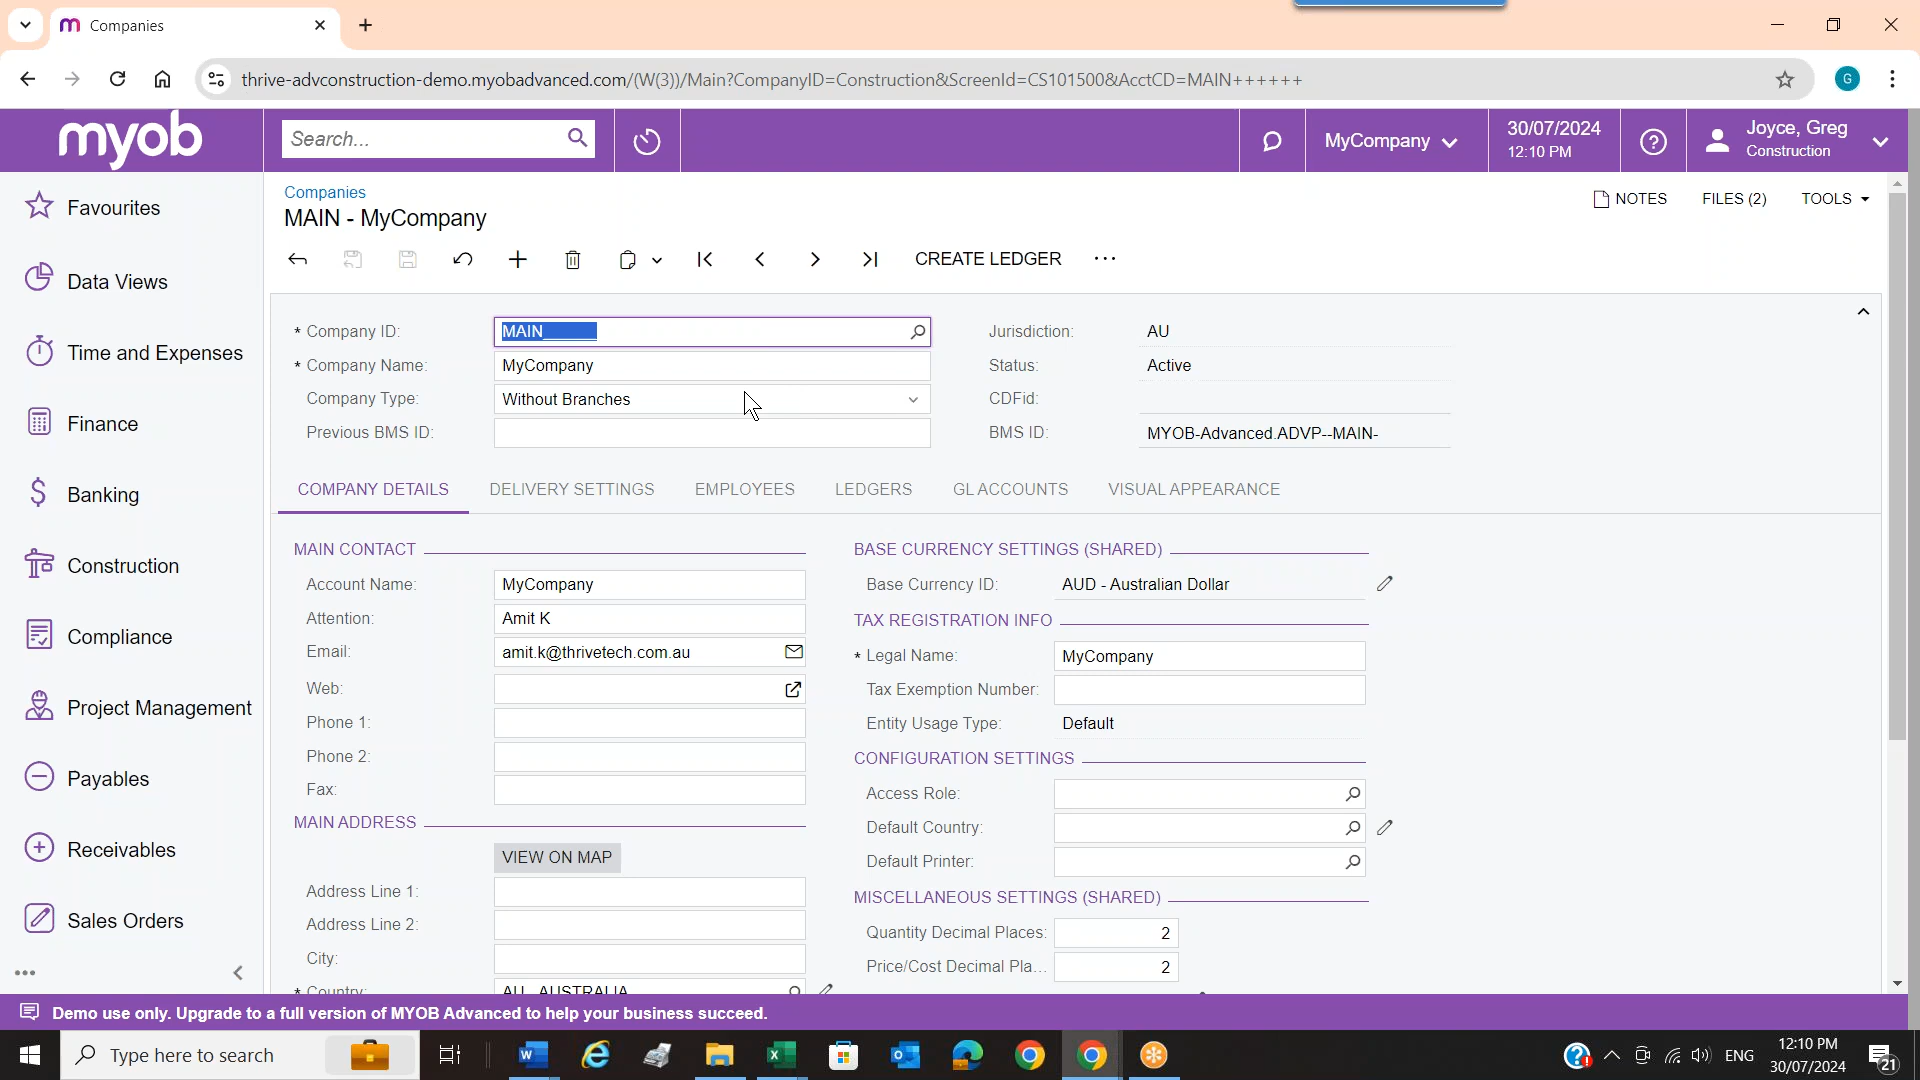 Companies
thrive-advconstruction-demo.myobadvanced.com/(W(3))/Main?CompanyID=Construction&ScreenId=CS101500&AcctCD=MAIN++++++
G
myob
Search...
MyCompany
30/07/2024
12:10 PM
Joyce, Greg
Construction
Favourites
Data Views
Time and Expenses
Finance
Banking
Construction
Compliance
Project Management
Payables
Receivables
Sales Orders
Companies
MAIN - MyCompany
NOTES
FILES (2)
TOOLS
CREATE LEDGER
* Company ID: MAIN
* Company Name: MyCompany
Company Type: Without Branches
Previous BMS ID:
Jurisdiction: AU
Status: Active
CDFid:
BMS ID: MYOB-Advanced.ADVP--MAIN-
COMPANY DETAILS DELIVERY SETTINGS EMPLOYEES LEDGERS GL ACCOUNTS VISUAL APPEARANCE
MAIN CONTACT
Account Name: MyCompany
Attention: Amit K
Email: amit.k@thrivetech.com.au
Web:
Phone 1:
Phone 2:
Fax:
MAIN ADDRESS
VIEW ON MAP
Address Line 1:
Address Line 2:
City:
* Country: AU AUSTRALIA
BASE CURRENCY SETTINGS (SHARED)
Base Currency ID: AUD - Australian Dollar
TAX REGISTRATION INFO
* Legal Name: MyCompany
Tax Exemption Number:
Entity Usage Type: Default
CONFIGURATION SETTINGS
Access Role:
Default Country:
Default Printer:
MISCELLANEOUS SETTINGS (SHARED)
Quantity Decimal Places: 2
Price/Cost Decimal Pla... 2
Demo use only. Upgrade to a full version of MYOB Advanced to help your business succeed.
Type here to search
ENG
12:10 PM
30/07/2024
21